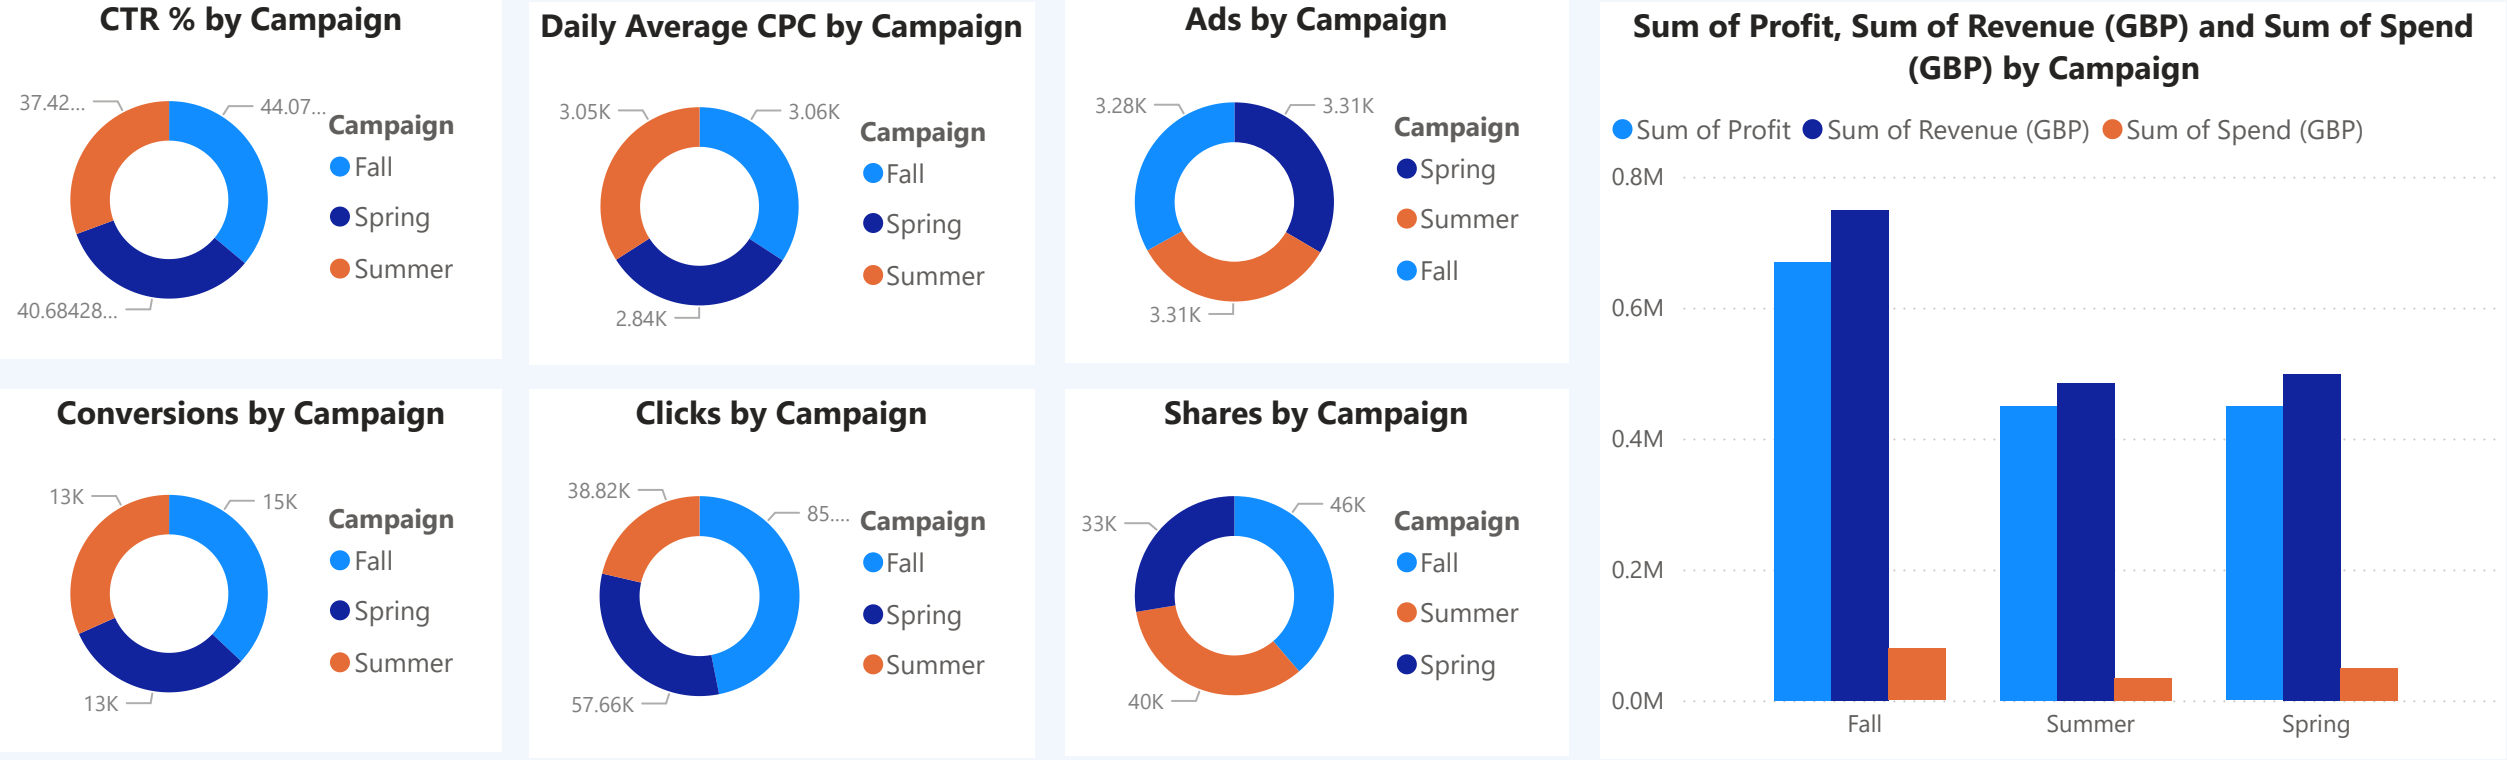 CTR % by Campaign
37.42...
44.07...
40.68428...
Campaign
Fall
Spring
Summer
Daily Average CPC by Campaign
3.05K
3.06K
2.84K
Campaign
Fall
Spring
Summer
Ads by Campaign
3.28K
3.31K
3.31K
Campaign
Spring
Summer
Fall
Conversions by Campaign
13K
15K
13K
Campaign
Fall
Spring
Summer
Clicks by Campaign
38.82K
85....
57.66K
Campaign
Fall
Spring
Summer
Shares by Campaign
33K
46K
40K
Campaign
Fall
Summer
Spring
Sum of Profit, Sum of Revenue (GBP) and Sum of Spend
(GBP) by Campaign
Sum of Profit Sum of Revenue (GBP) Sum of Spend (GBP)
0.8M
0.6M
0.4M
0.2M
0.0M
Fall Summer Spring